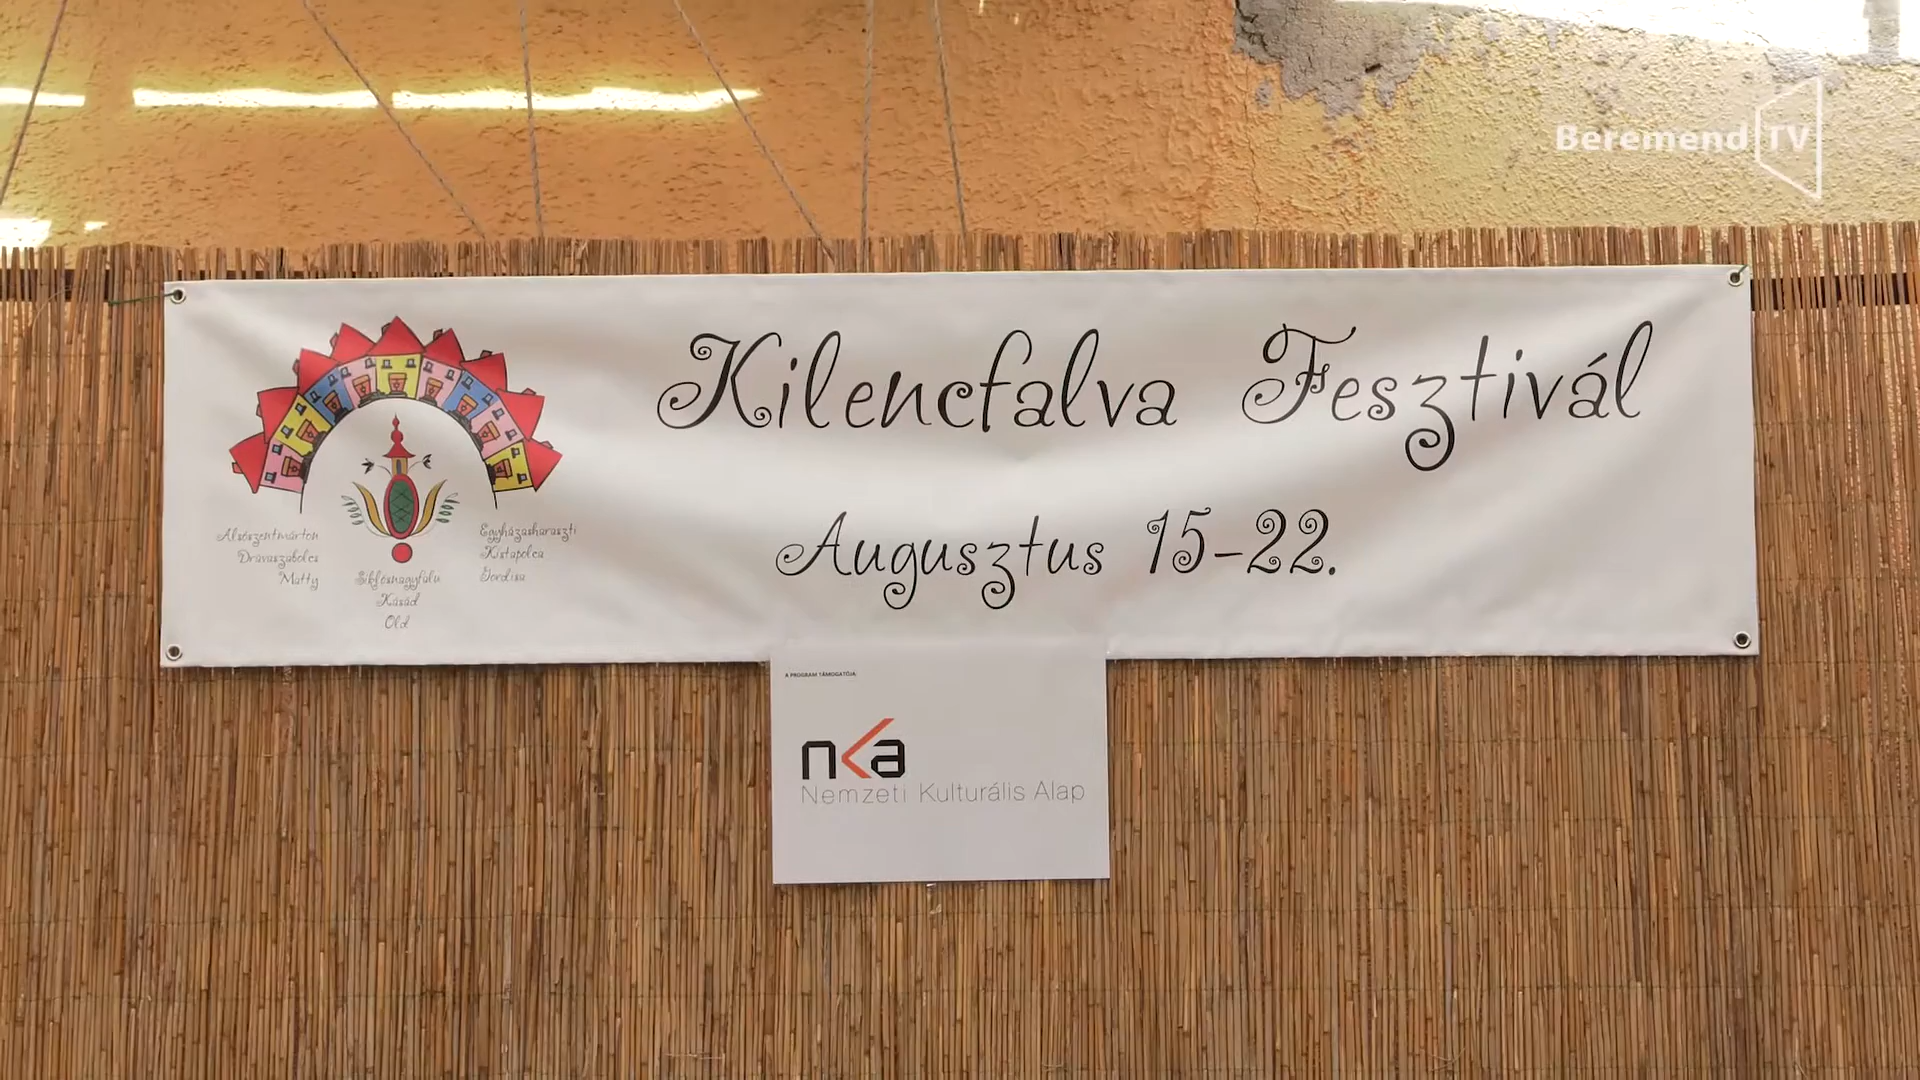 Beremend TV
Kilencfalva Fesztivál
Augusztus 15-22.
Alsószentmárton
Drávaszabolcs
Matty
Siklósnagyfalu
Kásád
Old
Egyházasharaszti
Kistapolca
Gordisa
A PROGRAM TÁMOGATÓJA:
nka
Nemzeti Kulturális Alap